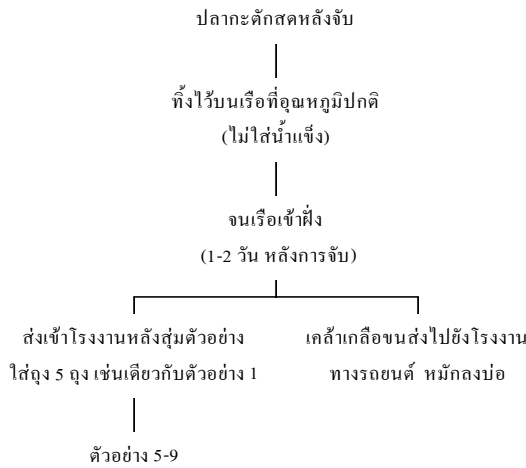 ปลากะตักสดหลังจับ
ทิ้งไว้บนเรือที่อุณหภูมิปกติ
(ไม่ใส่น้ำแข็ง)
จนเรือเข้าฝั่ง
(1-2 วัน หลังการจับ)
ส่งเข้าโรงงานหลังสุ่มตัวอย่าง
ใส่ถุง 5 ถุง เช่นเดียวกับตัวอย่าง 1
เคล้าเกลือขนส่งไปยังโรงงาน
ทางรถยนต์ หมักลงบ่อ
ตัวอย่าง 5-9